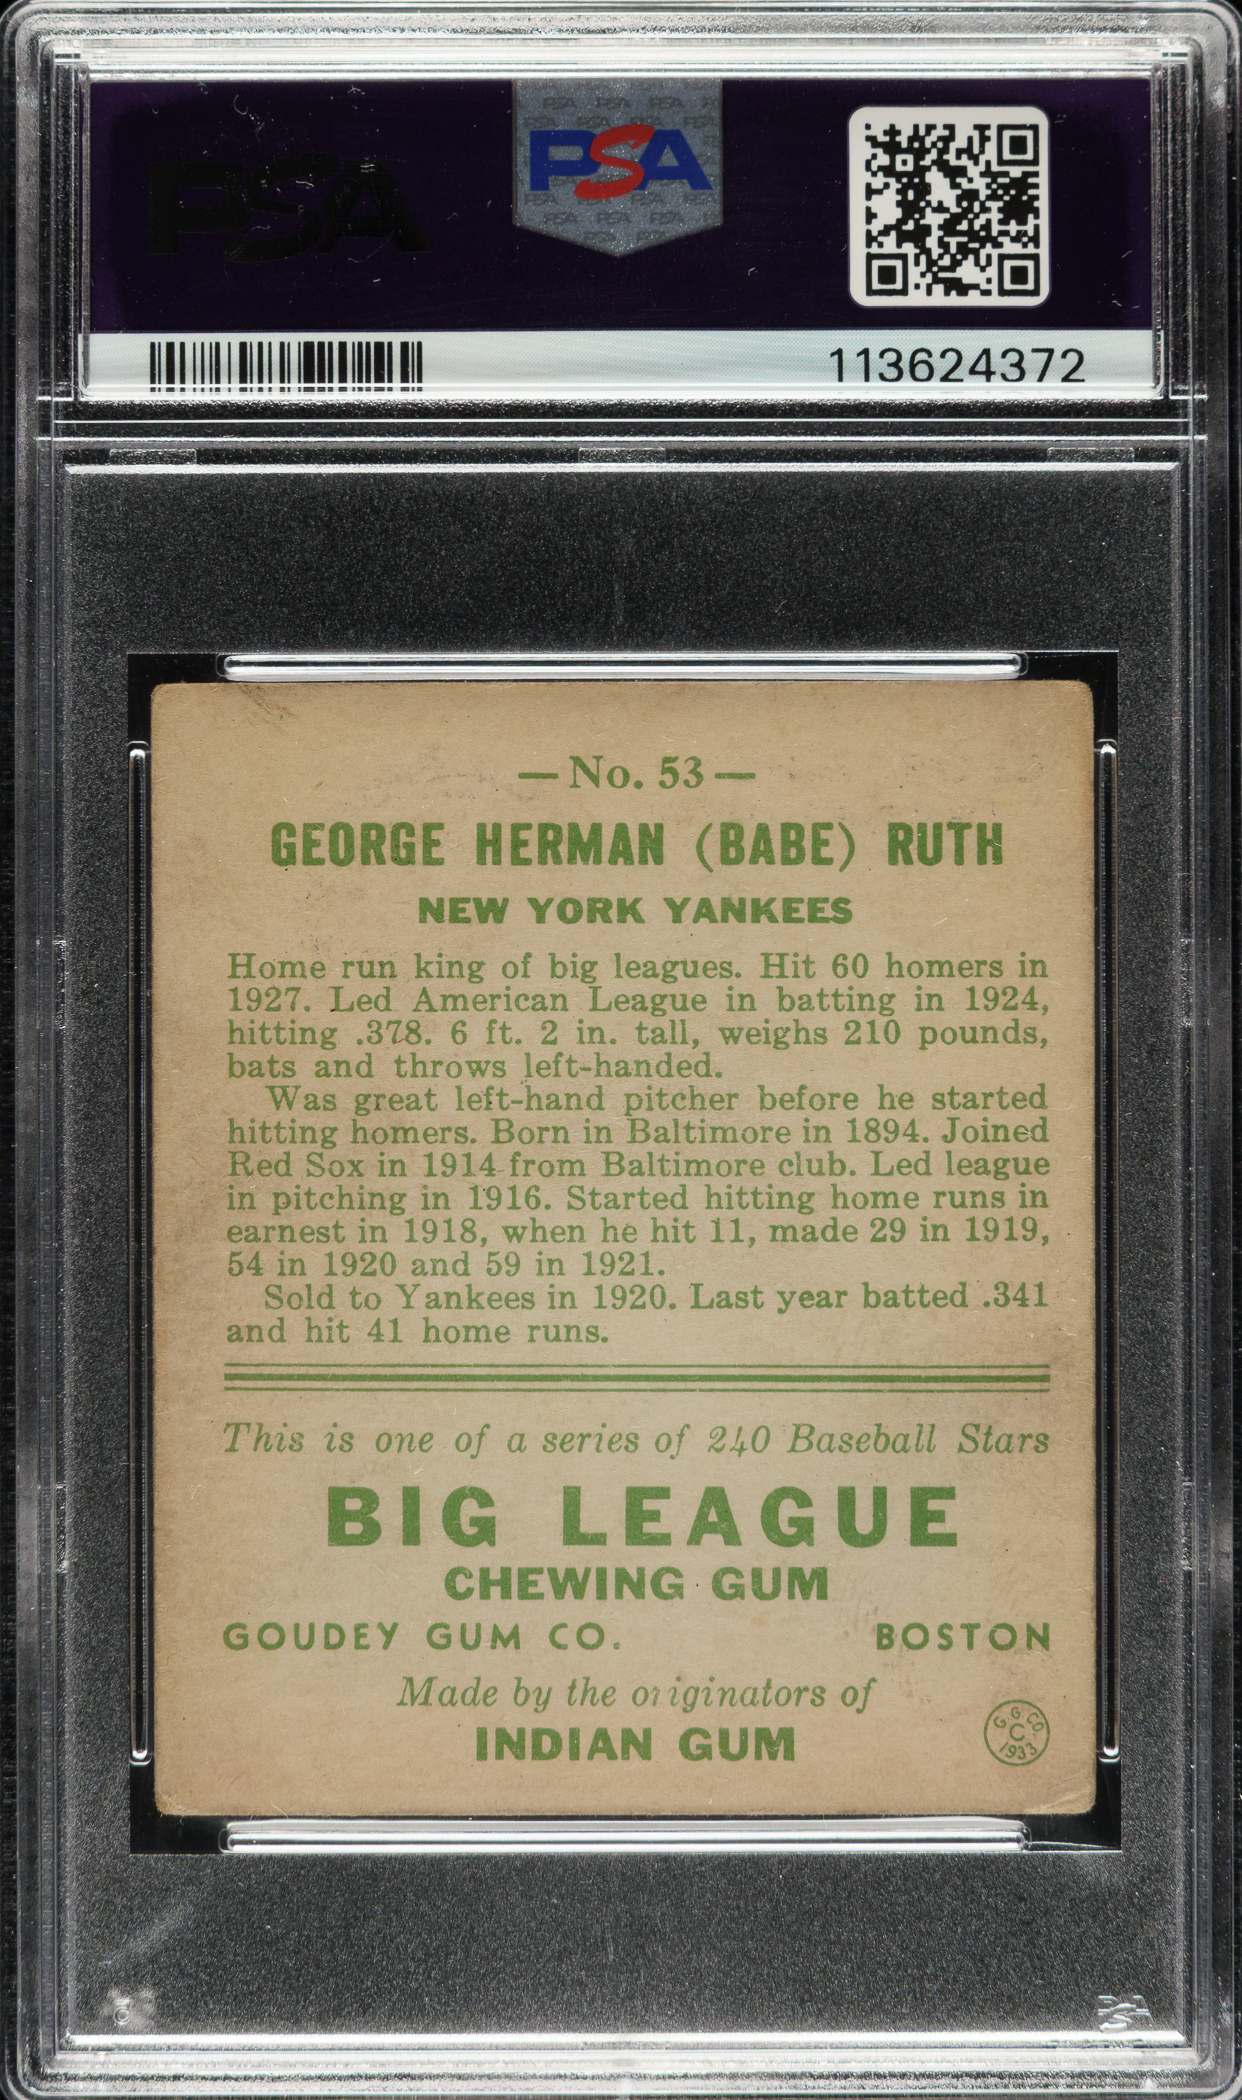 PSA
PSA
113624372
— No. 53 —
GEORGE HERMAN (BABE) RUTH
NEW YORK YANKEES
Home run king of big leagues. Hit 60 homers in
1927. Led American League in batting in 1924,
hitting .378. 6 ft. 2 in. tall, weighs 210 pounds,
bats and throws left-handed.
Was great left-hand pitcher before he started
hitting homers. Born in Baltimore in 1894. Joined
Red Sox in 1914 from Baltimore club. Led league
in pitching in 1916. Started hitting home runs in
earnest in 1918, when he hit 11, made 29 in 1919,
54 in 1920 and 59 in 1921.
Sold to Yankees in 1920. Last year batted .341
and hit 41 home runs.
This is one of a series of 240 Baseball Stars
BIG LEAGUE
CHEWING GUM
GOUDEY GUM CO. BOSTON
Made by the originators of
INDIAN GUM
G. G. CO.
C
1933
PSA